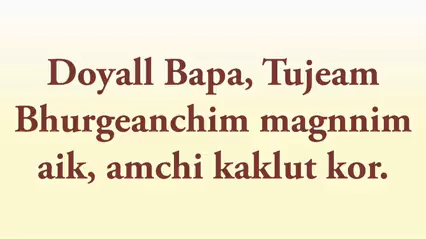 Doyall Bapa, Tujeam
Bhurgeanchim magnnim
aik, amchi kaklut kor.